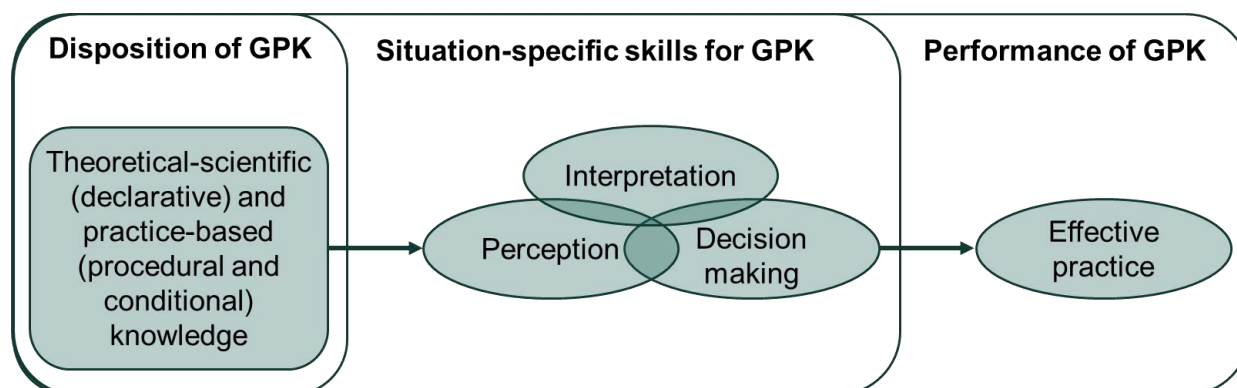 Disposition of GPK
Situation-specific skills for GPK
Performance of GPK
Theoretical-scientific
(declarative) and
practice-based
(procedural and
conditional)
knowledge
Interpretation
Perception
Decision
making
Effective
practice